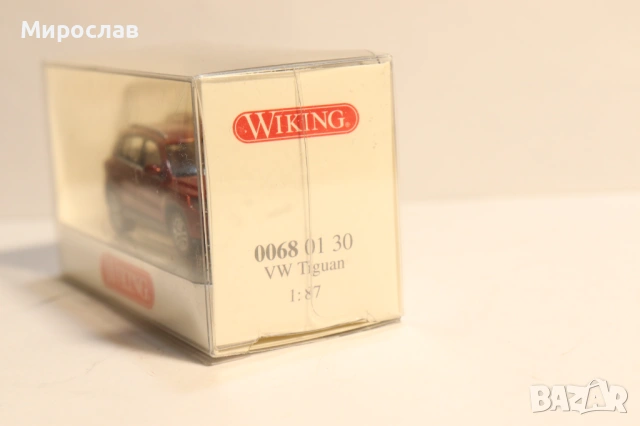 Мирослав
WIKING®
0068 01 30
VW Tiguan
1:87
WIKING
BAZAR